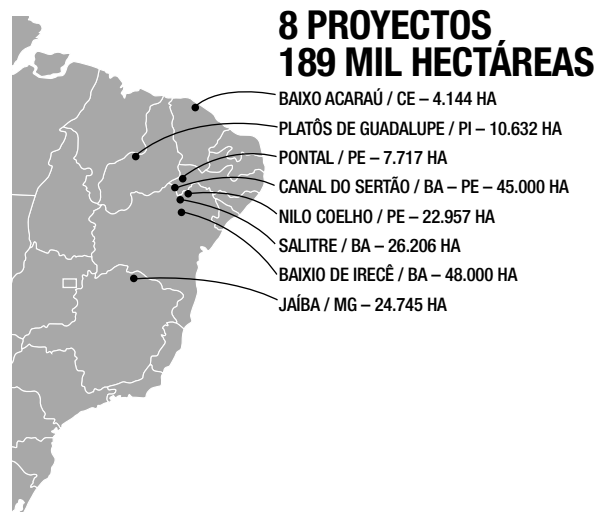 8 PROYECTOS
189 MIL HECTÁREAS
BAIXO ACARAÚ / CE – 4.144 HA
PLATÔS DE GUADALUPE / PI – 10.632 HA
PONTAL / PE – 7.717 HA
CANAL DO SERTÃO / BA – PE – 45.000 HA
NILO COELHO / PE – 22.957 HA
SALITRE / BA – 26.206 HA
BAIXIO DE IRECÊ / BA – 48.000 HA
JAÍBA / MG – 24.745 HA